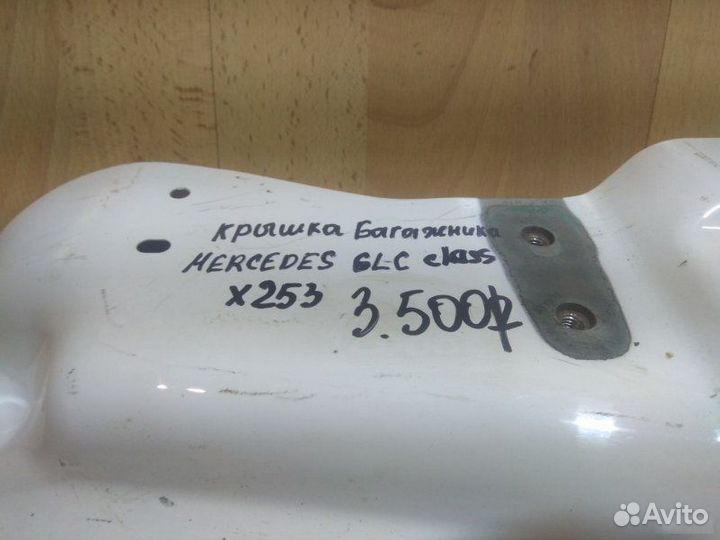 крышка Багажника
MERCEDES GLC class
X253 3.500₽
Avito